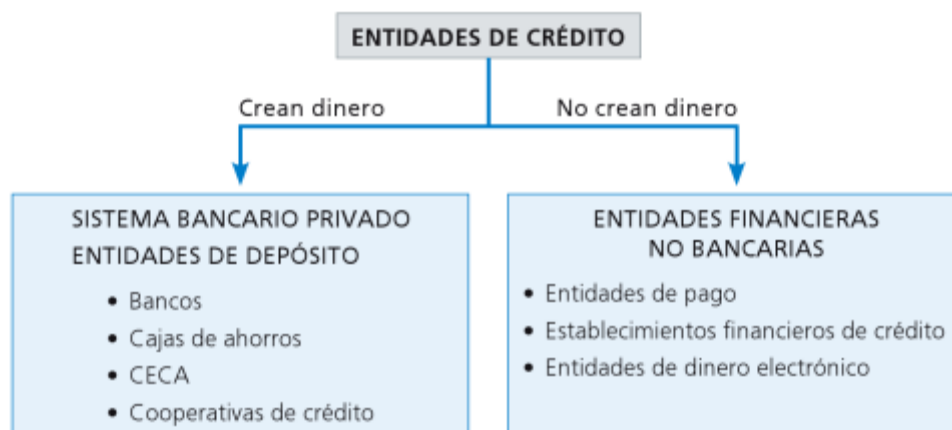 ENTIDADES DE CRÉDITO
Crean dinero
No crean dinero
SISTEMA BANCARIO PRIVADO
ENTIDADES DE DEPÓSITO
• Bancos
• Cajas de ahorros
• CECA
• Cooperativas de crédito
ENTIDADES FINANCIERAS
NO BANCARIAS
• Entidades de pago
• Establecimientos financieros de crédito
• Entidades de dinero electrónico